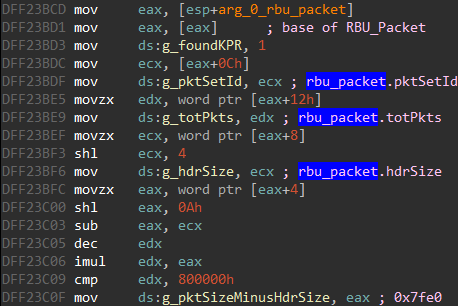 DFF23BCD mov eax, [esp+arg_0_rbu_packet]
DFF23BD1 mov eax, [eax] ; base of RBU_Packet
DFF23BD3 mov ds:g_foundKPR, 1
DFF23BDC mov ecx, [eax+0Ch]
DFF23BDF mov ds:g_pktSetId, ecx ; rbu_packet.pktSetId
DFF23BE5 movzx edx, word ptr [eax+12h]
DFF23BE9 mov ds:g_totPkts, edx ; rbu_packet.totPkts
DFF23BEF movzx ecx, word ptr [eax+8]
DFF23BF3 shl ecx, 4
DFF23BF6 mov ds:g_hdrSize, ecx ; rbu_packet.hdrSize
DFF23BFC movzx eax, word ptr [eax+4]
DFF23C00 shl eax, 0Ah
DFF23C03 sub eax, ecx
DFF23C05 dec edx
DFF23C06 imul edx, eax
DFF23C09 cmp edx, 800000h
DFF23C0F mov ds:g_pktSizeMinusHdrSize, eax ; 0x7fe0